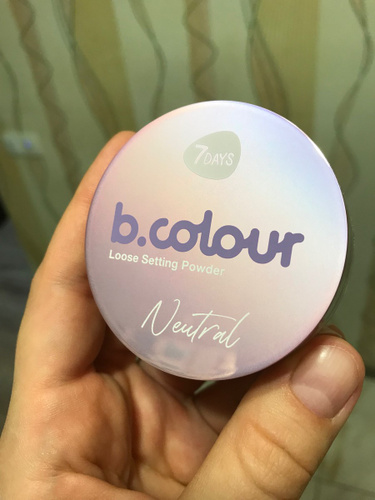 7DAYS
b.colour
Loose Setting Powder
Neutral